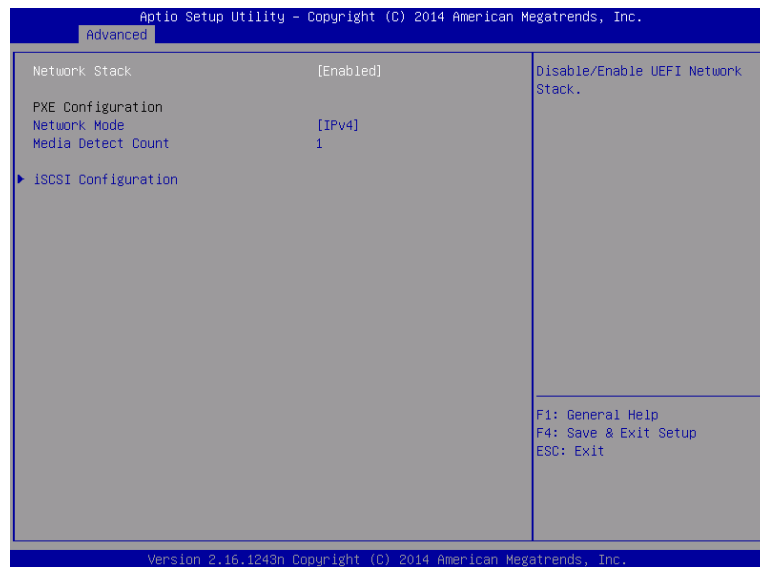 Aptio Setup Utility – Copyright (C) 2014 American Megatrends, Inc.
Advanced
Network Stack [Enabled]
PXE Configuration
Network Mode [IPv4]
Media Detect Count 1
iSCSI Configuration
Disable/Enable UEFI Network
Stack.
F1: General Help
F4: Save & Exit Setup
ESC: Exit
Version 2.16.1243n Copyright (C) 2014 American Megatrends, Inc.